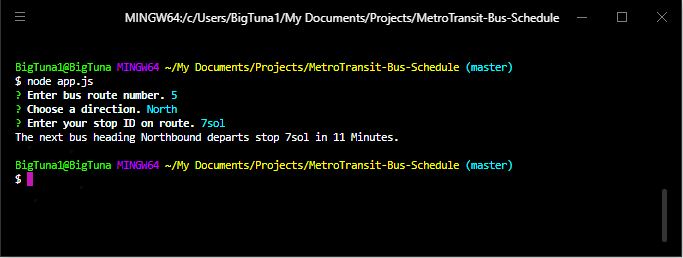 MINGW64:/c/Users/BigTuna1/My Documents/Projects/MetroTransit-Bus-Schedule
BigTuna1@BigTuna MINGW64 ~/My Documents/Projects/MetroTransit-Bus-Schedule (master)
$ node app.js
? Enter bus route number. 5
? Choose a direction. North
? Enter your stop ID on route. 7sol
The next bus heading Northbound departs stop 7sol in 11 Minutes.
BigTuna1@BigTuna MINGW64 ~/My Documents/Projects/MetroTransit-Bus-Schedule (master)
$